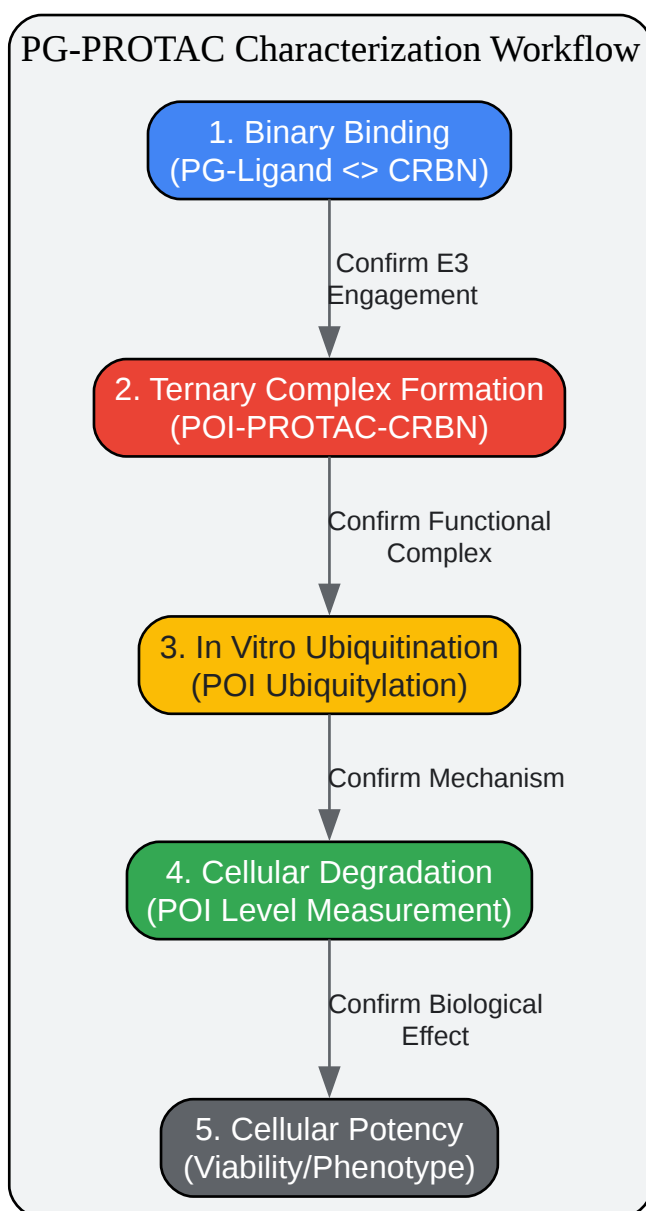 PG-PROTAC Characterization Workflow
1. Binary Binding
(PG-Ligand <> CRBN)
Confirm E3
Engagement
2. Ternary Complex Formation
(POI-PROTAC-CRBN)
Confirm Functional
Complex
3. In Vitro Ubiquitination
(POI Ubiquitylation)
Confirm Mechanism
4. Cellular Degradation
(POI Level Measurement)
Confirm Biological
Effect
5. Cellular Potency
(Viability/Phenotype)